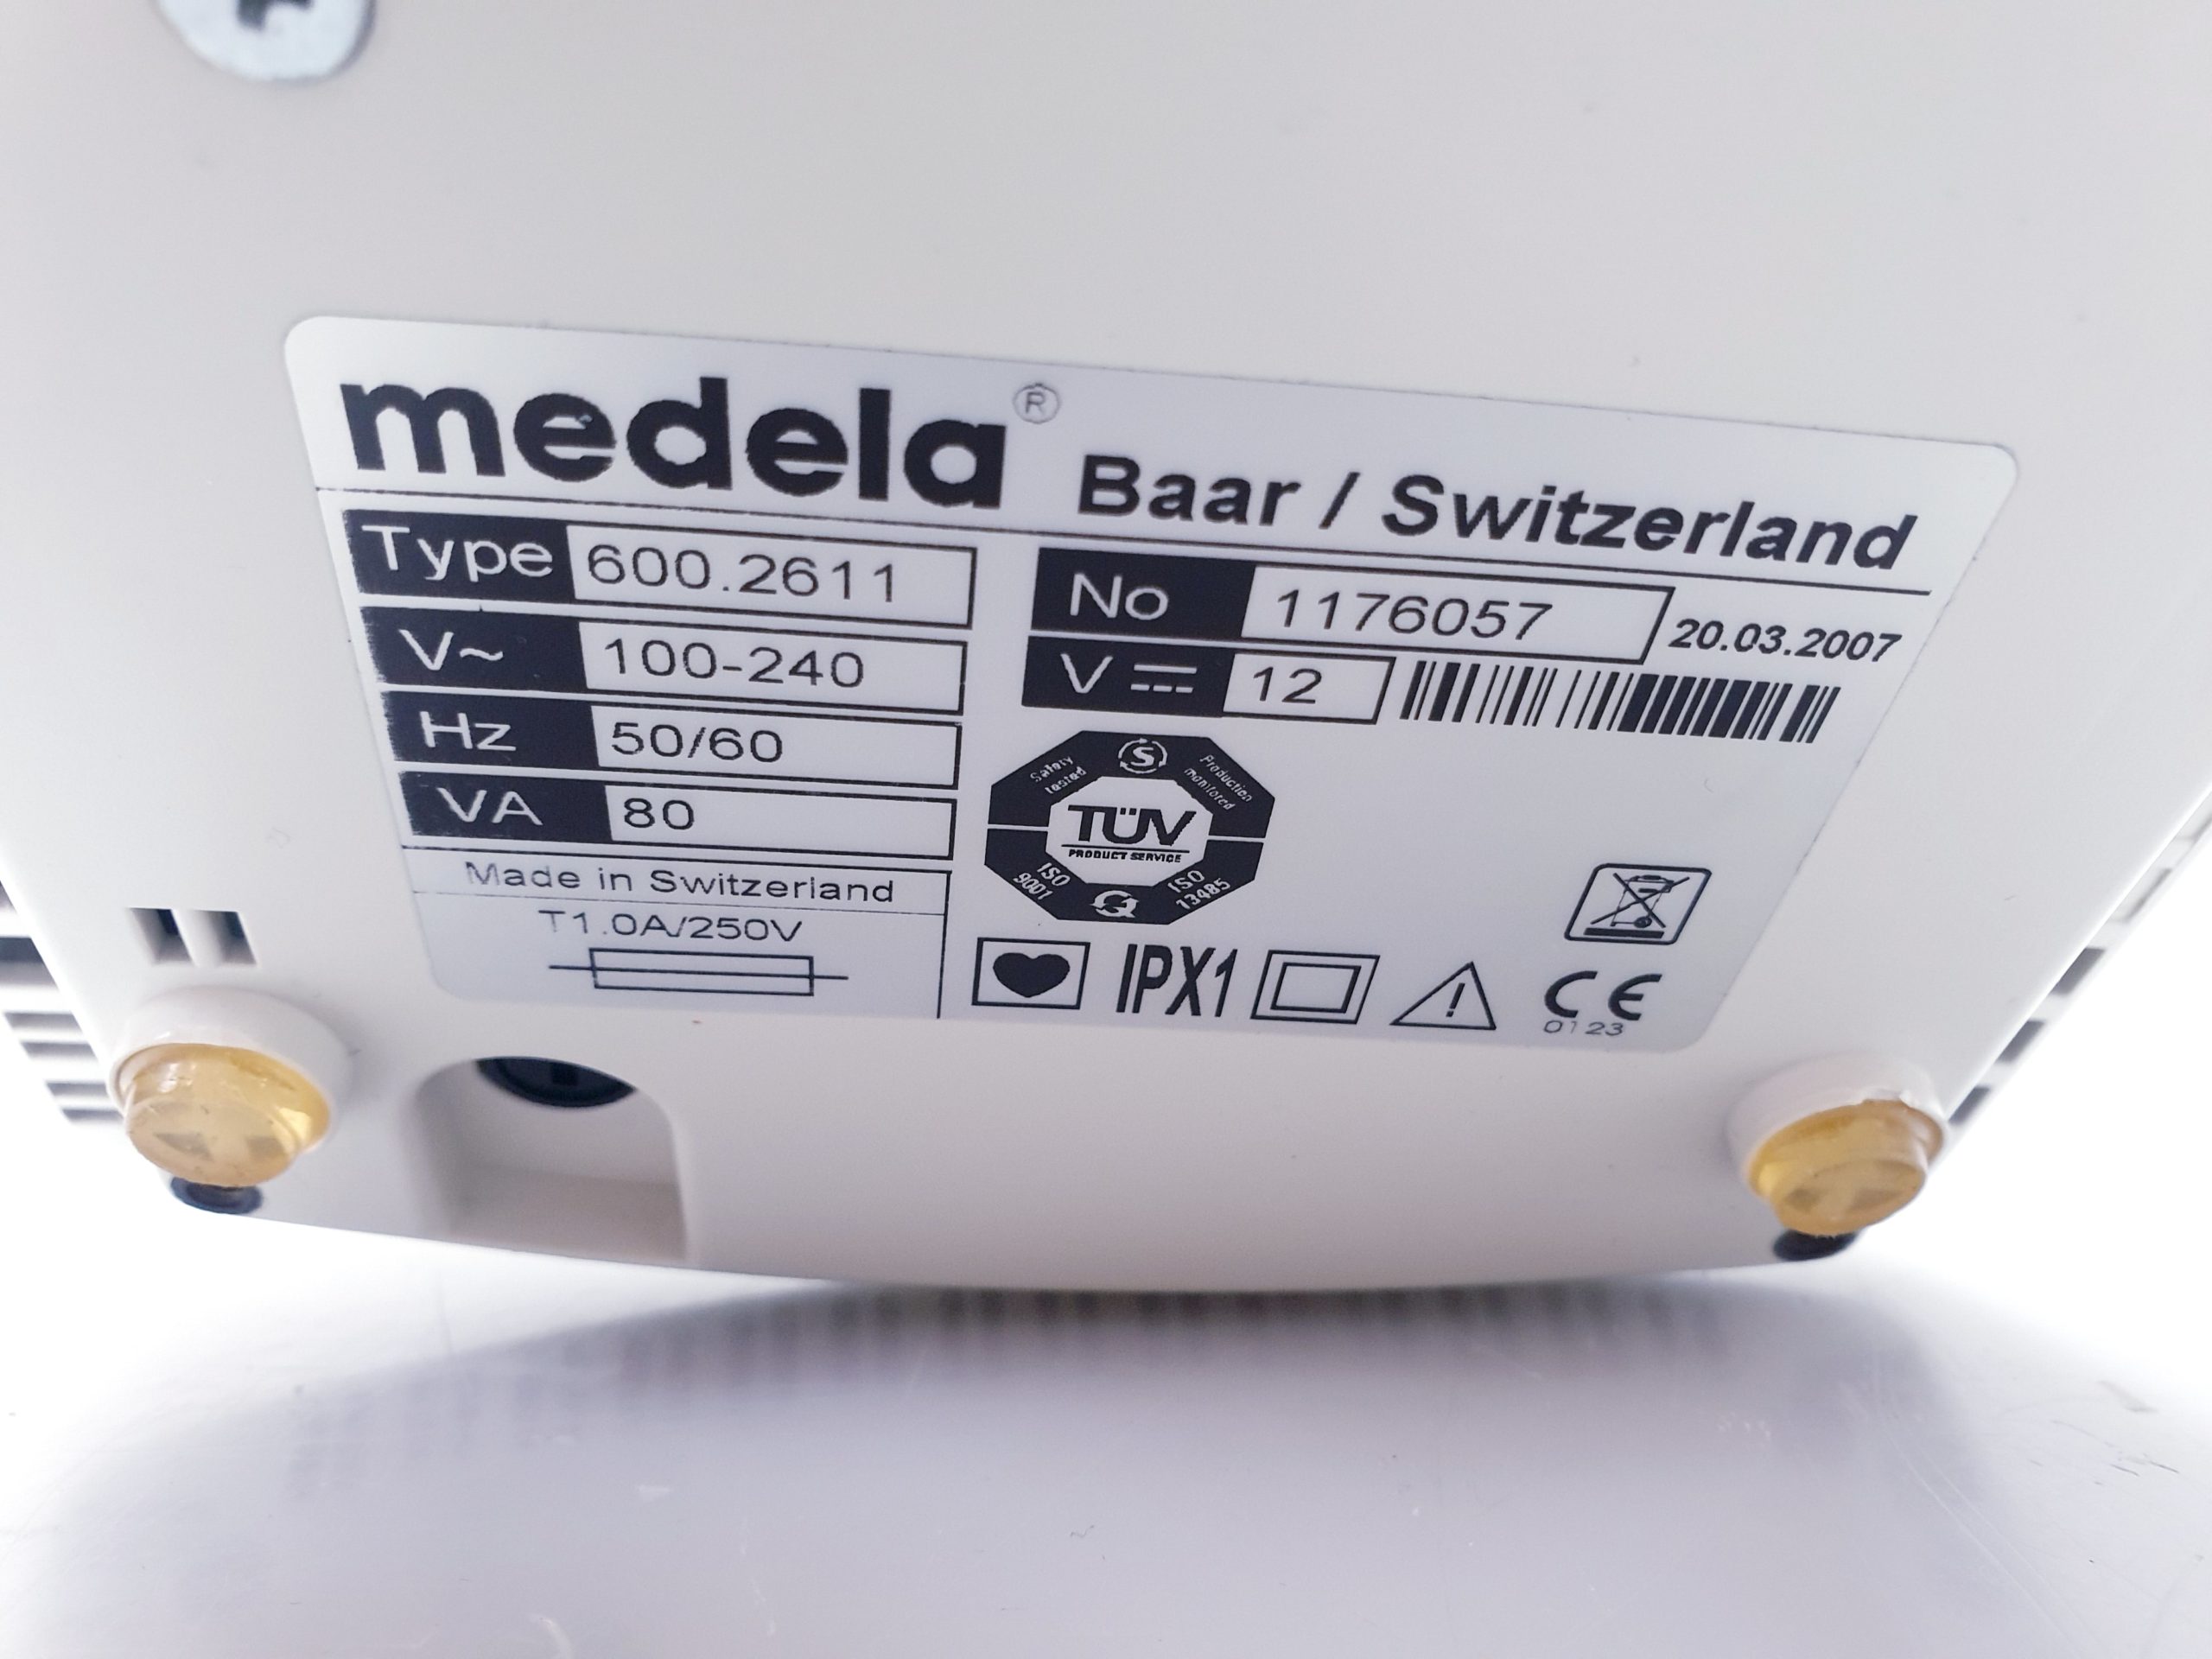 medela® Baar / Switzerland
Type 600.2611
No 1176057 20.03.2007
V~ 100-240
V ⎓ 12
Hz 50/60
VA 80
Made in Switzerland
T1.0A/250V
Safety tested
S
Production monitored
TÜV
PRODUCT SERVICE
ISO 9001
Q
ISO 13485
IPX1
!
CE
0123